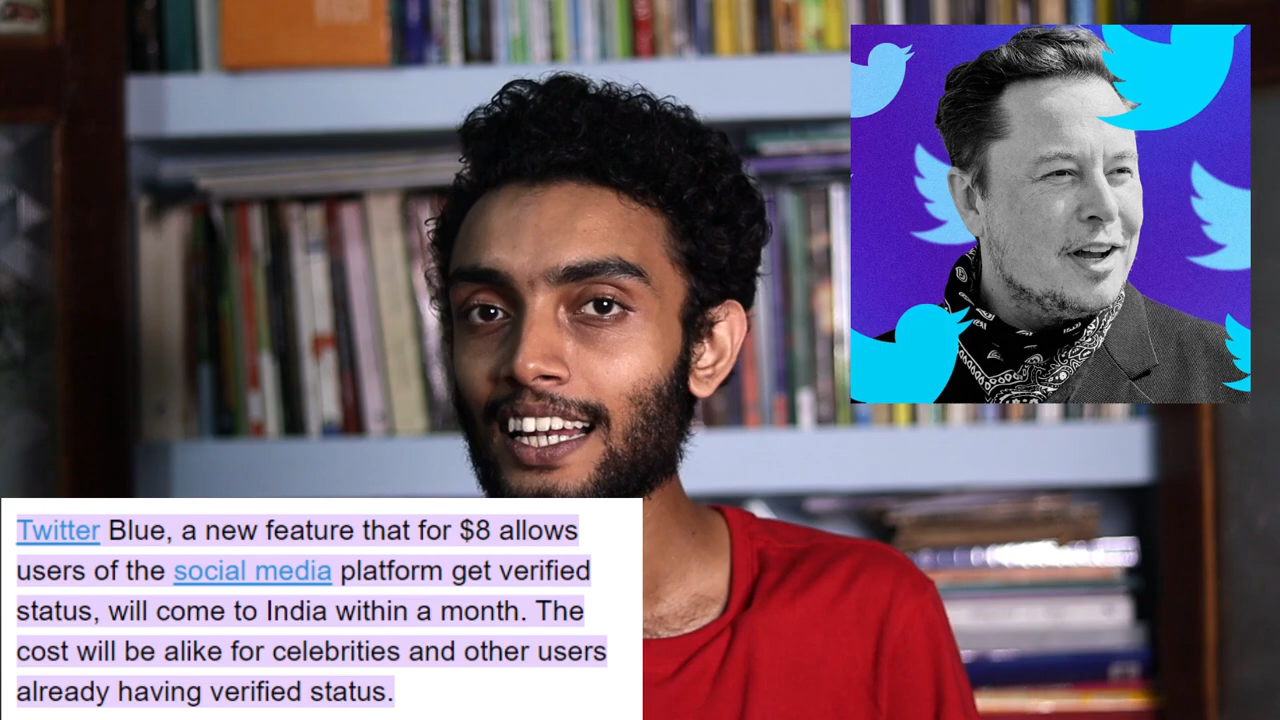 Twitter Blue, a new feature that for $8 allows
users of the social media platform get verified
status, will come to India within a month. The
cost will be alike for celebrities and other users
already having verified status.